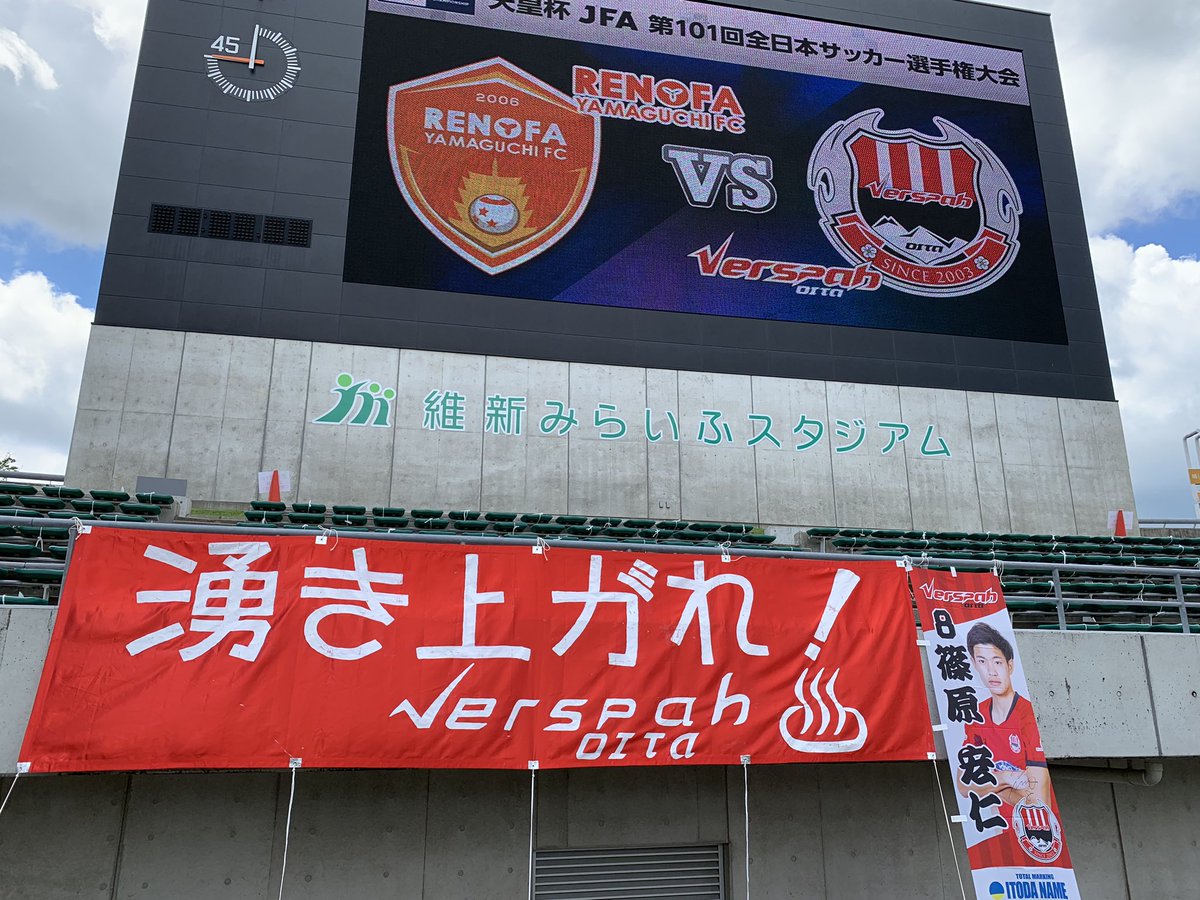 天皇杯 JFA 第101回全日本サッカー選手権大会
45
2006
RENOFA
YAMAGUCHI FC
RENOFA
YAMAGUCHI FC
VS
Verspah
OITA
SINCE 2003
Verspah
OITA
維新みらいふスタジアム
湧き上がれ!
Verspah
OITA
Verspah
OITA
8 篠原 宏仁
TOTAL MARKING
ITODA NAME